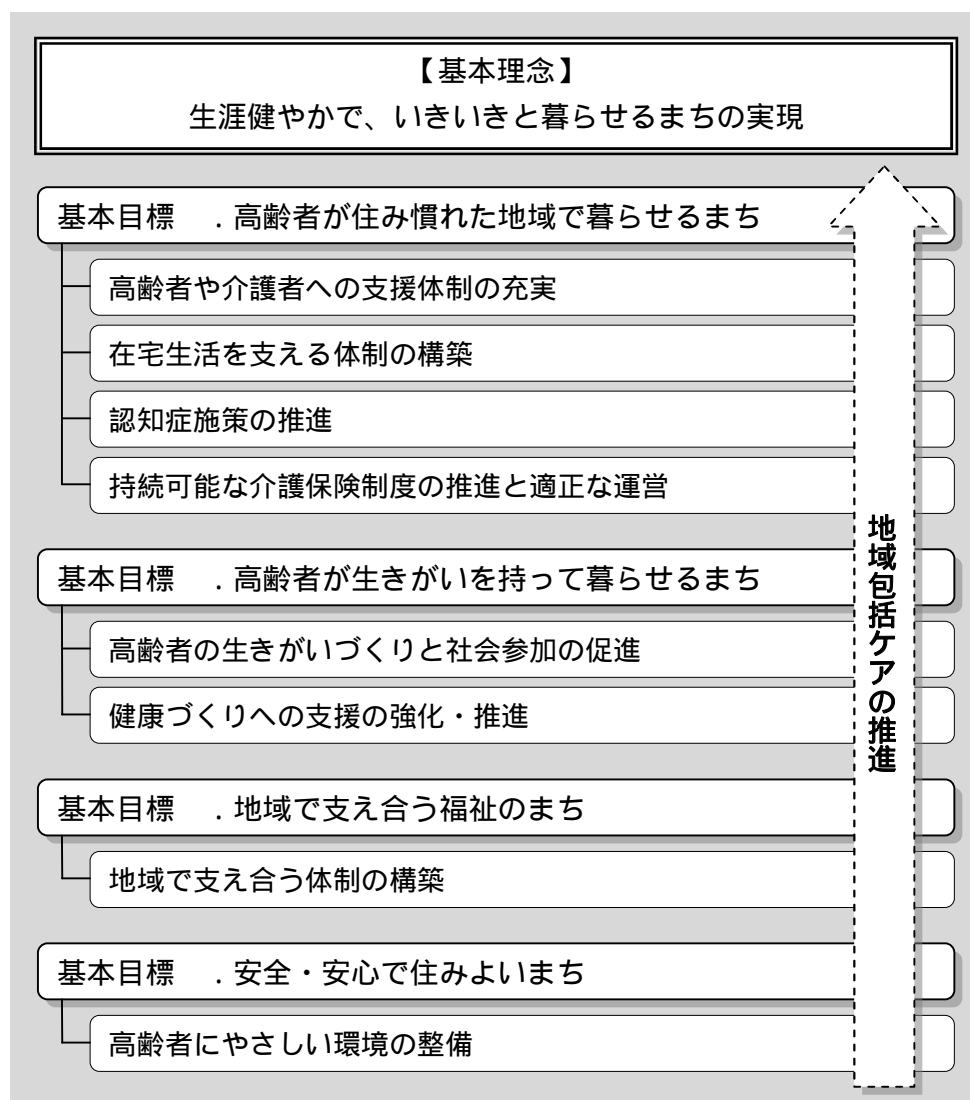 【基本理念】
生涯健やかで、いきいきと暮らせるまちの実現
基本目標　．高齢者が住み慣れた地域で暮らせるまち
高齢者や介護者への支援体制の充実
在宅生活を支える体制の構築
認知症施策の推進
持続可能な介護保険制度の推進と適正な運営
基本目標　．高齢者が生きがいを持って暮らせるまち
高齢者の生きがいづくりと社会参加の促進
健康づくりへの支援の強化・推進
基本目標　．地域で支え合う福祉のまち
地域で支え合う体制の構築
基本目標　．安全・安心で住みよいまち
高齢者にやさしい環境の整備
地域包括ケアの推進